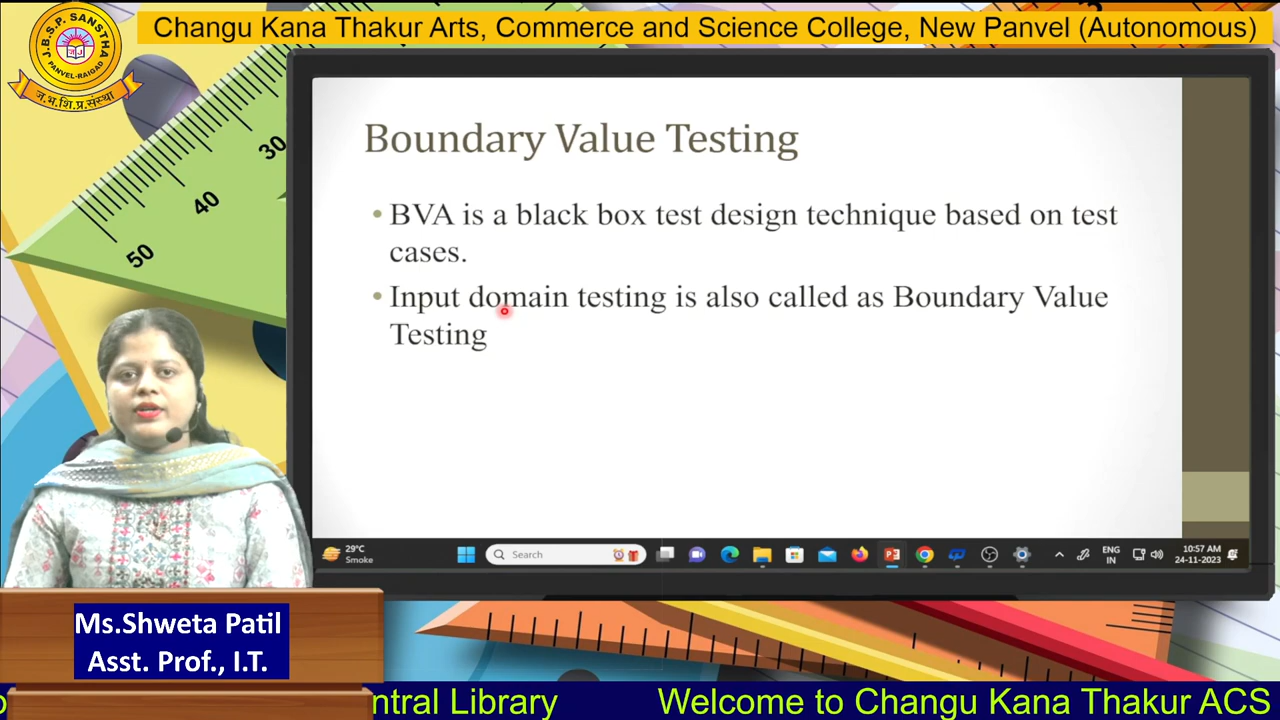 Changu Kana Thakur Arts, Commerce and Science College, New Panvel (Autonomous)
J.B.S.P. SANSTHA
PANVEL-RAIGAD
ज.भ.शि.प्र.संस्था
30
40
50
Boundary Value Testing
• BVA is a black box test design technique based on test
cases.
• Input domain testing is also called as Boundary Value
Testing
29°C
Smoke
Search
ENG
IN
10:57 AM
24-11-2023
Ms.Shweta Patil
Asst. Prof., I.T.
ntral Library Welcome to Changu Kana Thakur ACS